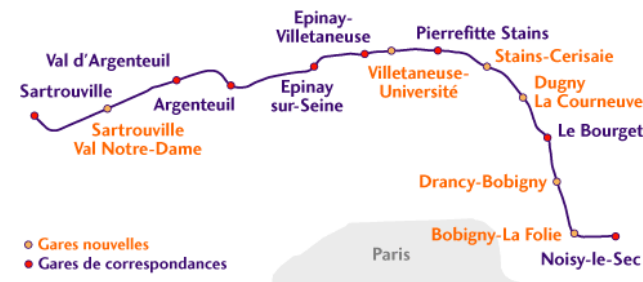 Epinay-
Villetaneuse
Pierrefitte Stains
Val d'Argenteuil
Stains-Cerisaie
Sartrouville
Villetaneuse-
Université
Dugny
La Courneuve
Argenteuil
Epinay
sur-Seine
Sartrouville
Val Notre-Dame
Le Bourget
Drancy-Bobigny
Bobigny-La Folie
Gares nouvelles
Paris
Noisy-le-Sec
Gares de correspondances